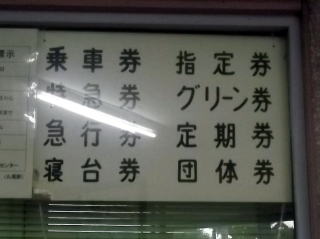 乗車券 指定券
特急券 グリーン券
急行券 定期券
寝台券 団体券